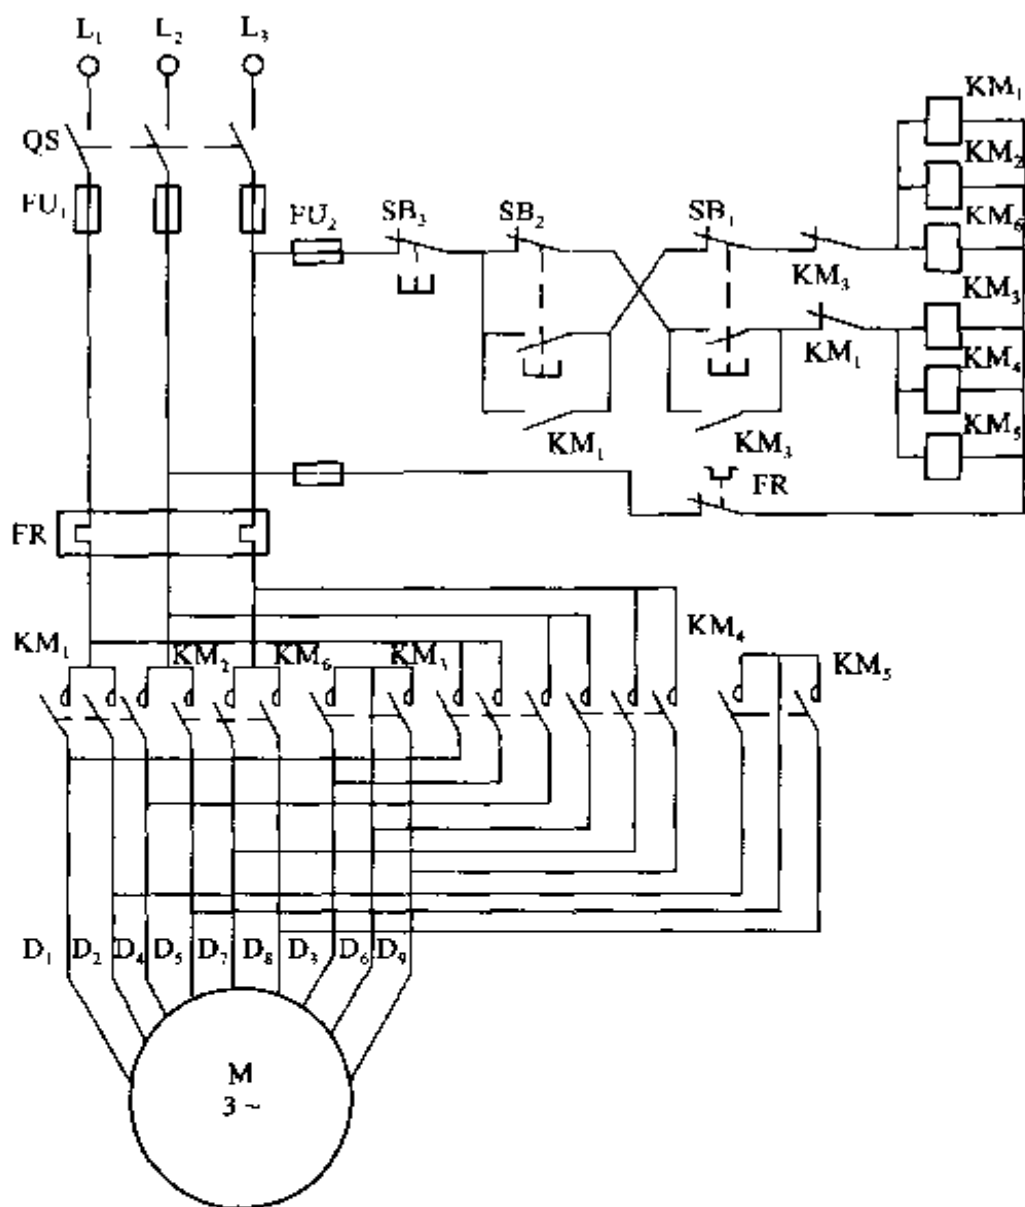 L₁ L₂ L₃
KM₁
QS
KM₂
FU₁ FU₂ SB₃ SB₂ SB₁ KM₆
KM₃ KM₃
KM₁ KM₄
KM₁ KM₃ KM₅
FR
FR
KM₁ KM₂ KM₆ KM₃ KM₄ KM₅
D₁ D₂ D₄ D₅ D₇ D₈ D₃ D₆ D₉
M
3 ~